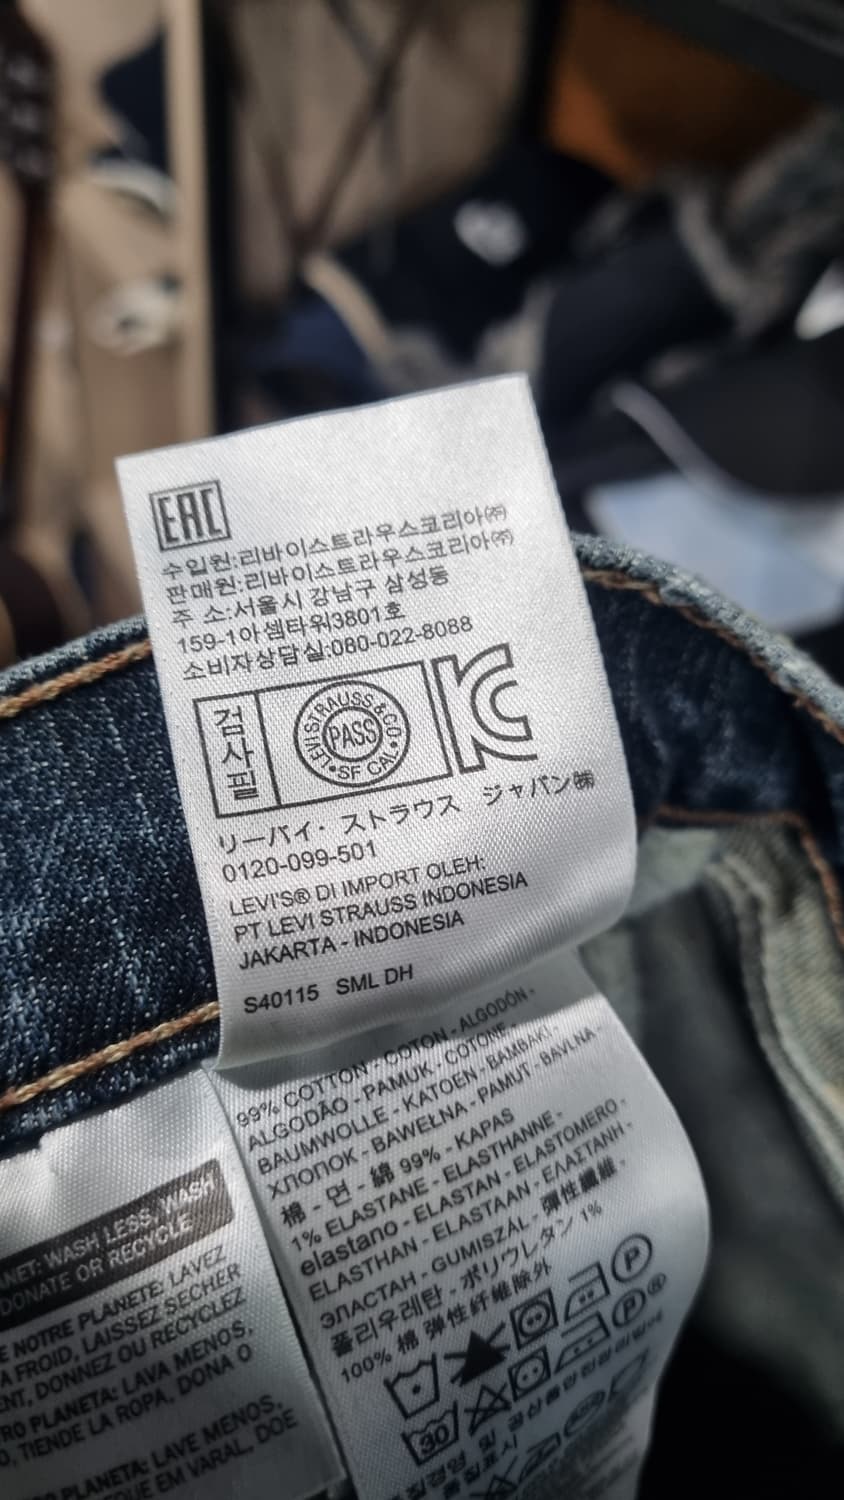 EAC
수입원:리바이스트라우스코리아㈜
판매원:리바이스트라우스코리아㈜
주 소:서울시 강남구 삼성동
159-1아셈타워3801호
소비자상담실:080-022-8088
검사필
LEVI STRAUSS & CO.
PASS
SF CAL
KC
リーバイ・ストラウス ジャパン㈱
0120-099-501
LEVI'S® DI IMPORT OLEH:
PT LEVI STRAUSS INDONESIA
JAKARTA - INDONESIA
S40115 SML DH
99% COTTON - COTON - ALGODÓN -
ALGODÃO - PAMUK - COTONE -
BAUMWOLLE - KATOEN - BAMBAKI -
ХЛОПОК - BAWEŁNA - PAMUT - BAVLNA -
棉 - 면 - 綿 99% - KAPAS
1% ELASTANE - ELASTHANNE -
elastano - ELASTAN - ELASTOMERO -
ELASTHAN - ELASTAAN - ΕΛΑΣΤΑΝΗ -
ЭЛАСТАН - GUMISZÁL - 彈性纖維 -
폴리우레탄 - ポリウレタン 1%
100% 棉 弹性纤维除外
P
30
P®
ANET: WASH LESS, WASH
DONATE OR RECYCLE
E NOTRE PLANETE: LAVEZ
A FROID, LAISSEZ SECHER
ENT, DONNEZ OU RECYCLEZ
RO PLANETA: LAVA MENOS,
O, TIENDE LA ROPA, DONA O
O PLANETA: LAVE MENOS,
QUE EM VARAL, DOE